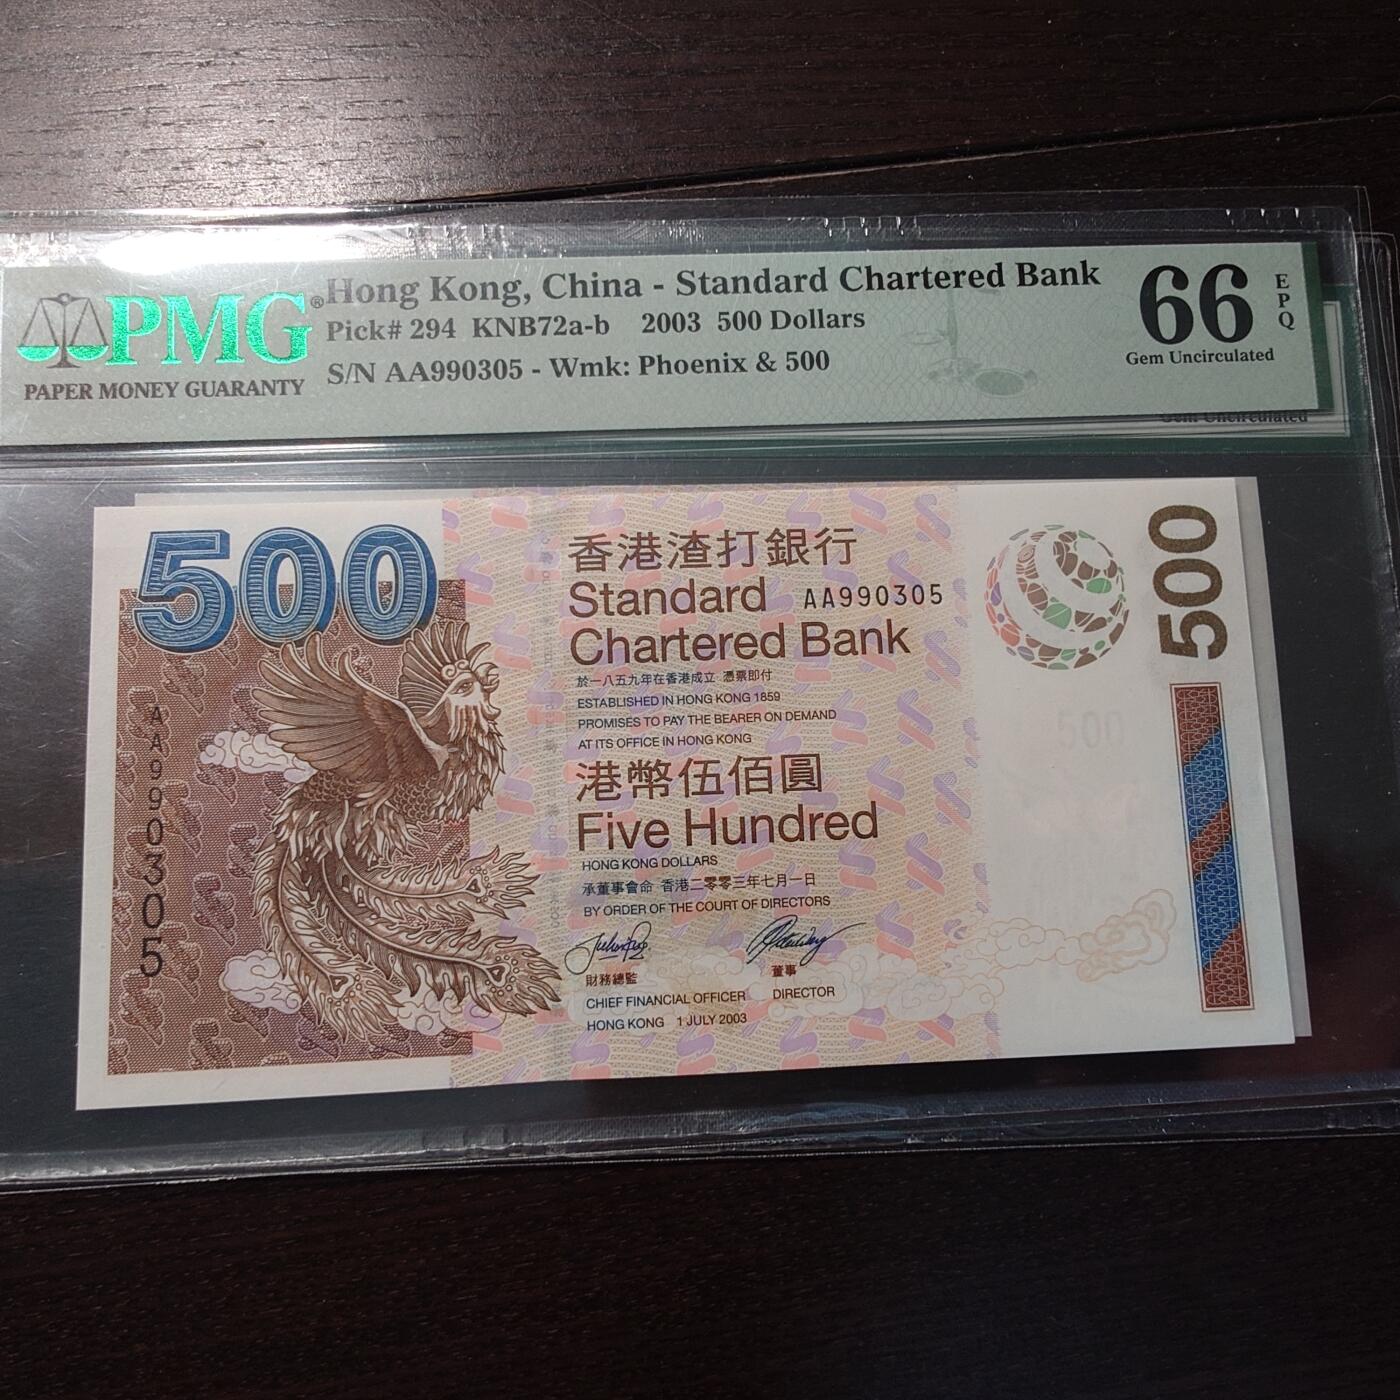 PMG®
PAPER MONEY GUARANTY
Hong Kong, China - Standard Chartered Bank
Pick# 294 KNB72a-b 2003 500 Dollars
S/N AA990305 - Wmk: Phoenix & 500
66
EPQ
Gem Uncirculated
Gem Uncirculated
500
AA990305
香港渣打銀行
Standard
Chartered Bank
AA990305
於一八五九年在香港成立 憑票即付
ESTABLISHED IN HONG KONG 1859
PROMISES TO PAY THE BEARER ON DEMAND
AT ITS OFFICE IN HONG KONG
港幣伍佰圓
Five Hundred
HONG KONG DOLLARS
承董事會命 香港二零零三年七月一日
BY ORDER OF THE COURT OF DIRECTORS
財務總監
CHIEF FINANCIAL OFFICER
董事
DIRECTOR
HONG KONG 1 JULY 2003
500
500